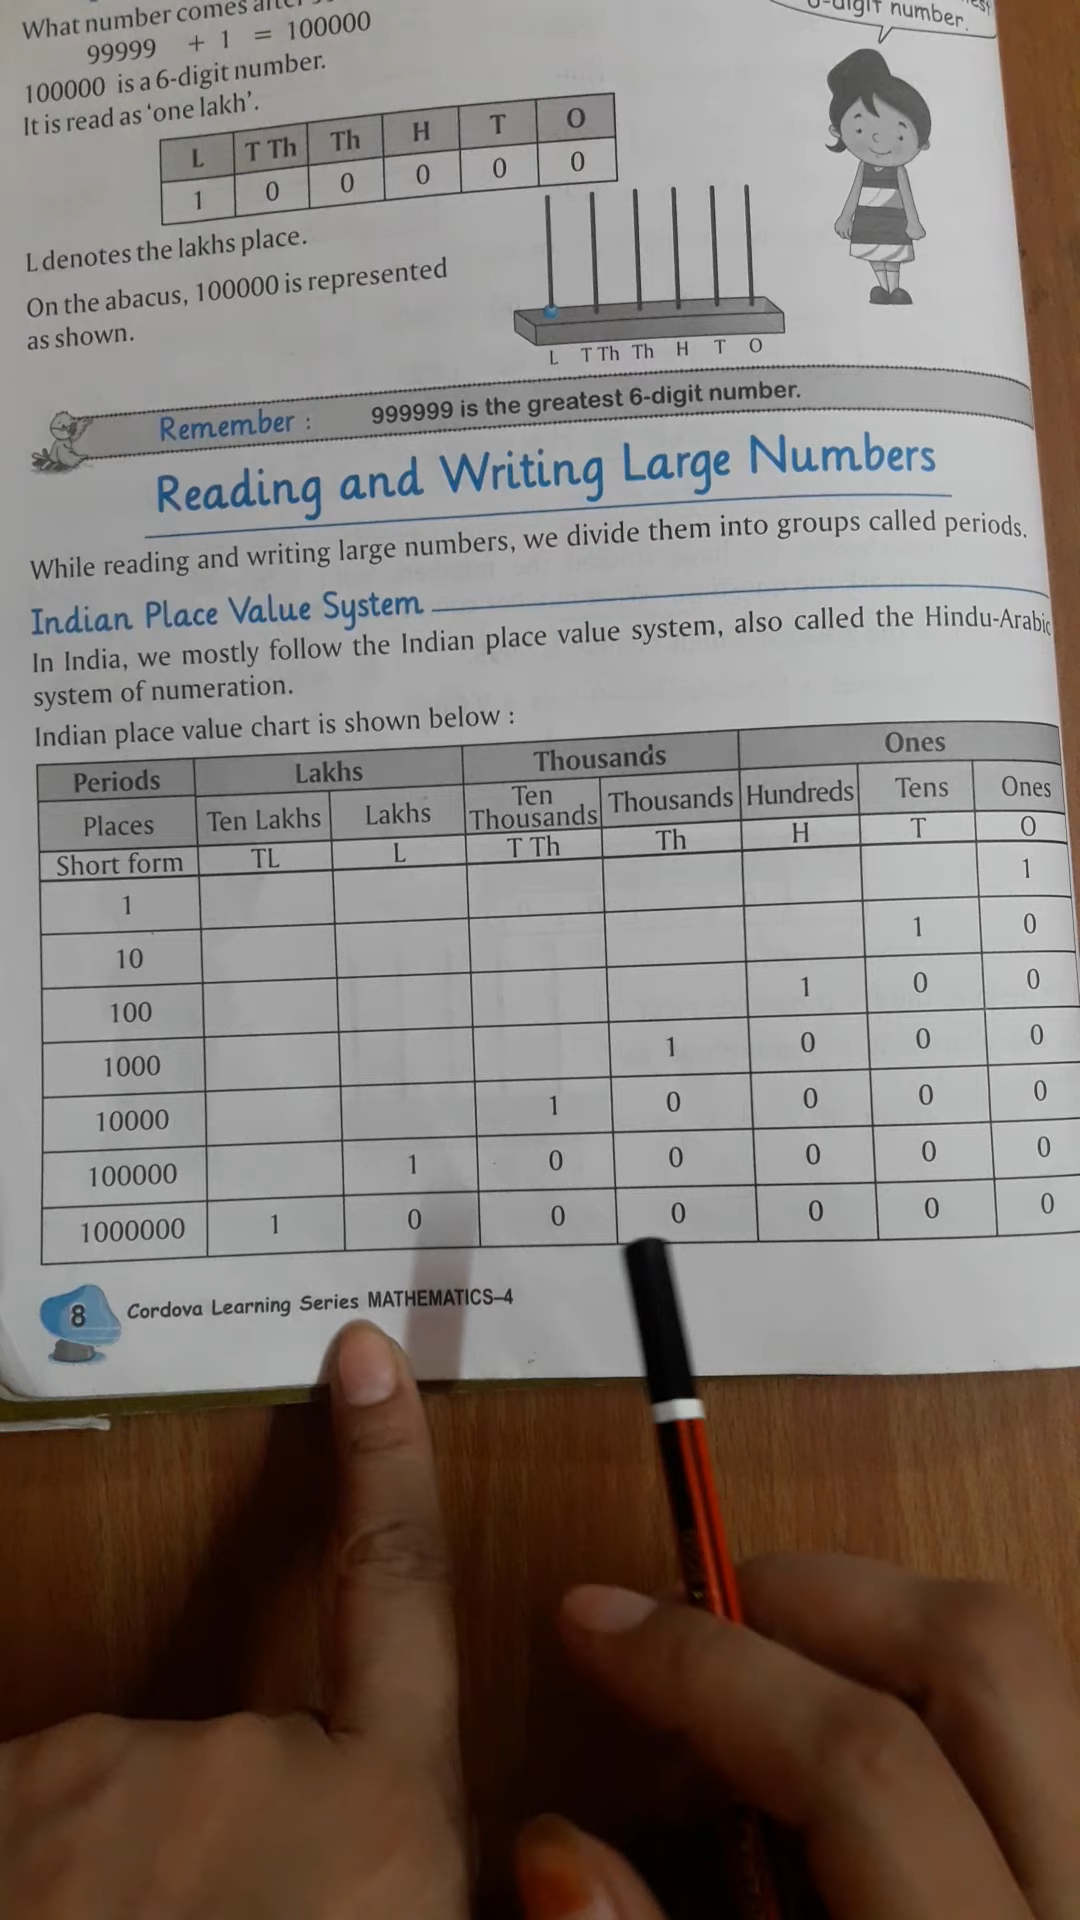 What number comes after
99999 + 1 = 100000
100000 is a 6-digit number.
It is read as ‘one lakh’.
L T Th Th H T O
1 0 0 0 0 0
L denotes the lakhs place.
On the abacus, 100000 is represented
as shown.
L T Th Th H T O
number.
Remember : 999999 is the greatest 6-digit number.
Reading and Writing Large Numbers
While reading and writing large numbers, we divide them into groups called periods.
Indian Place Value System
In India, we mostly follow the Indian place value system, also called the Hindu-Arabic
system of numeration.
Indian place value chart is shown below :
Periods Lakhs Thousands Ones
Places Ten Lakhs Lakhs Ten Thousands Thousands Hundreds Tens Ones
Short form TL L T Th Th H T O
1 1
10 1 0
100 1 0 0
1000 1 0 0 0
10000 1 0 0 0 0
100000 1 0 0 0 0 0
1000000 1 0 0 0 0 0 0
8 Cordova Learning Series MATHEMATICS–4